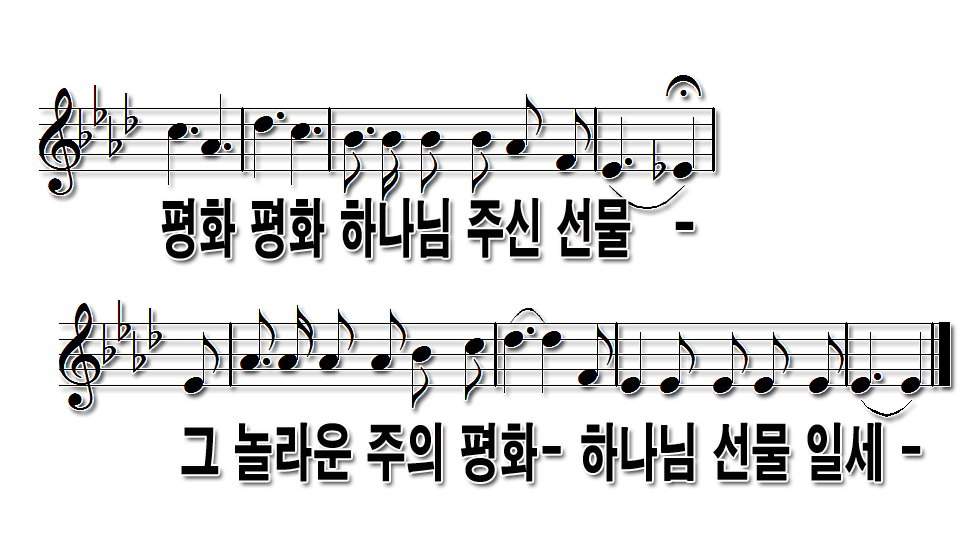 평화 평화 하나님 주신 선물 -
그 놀라운 주의 평화- 하나님 선물 일세 -